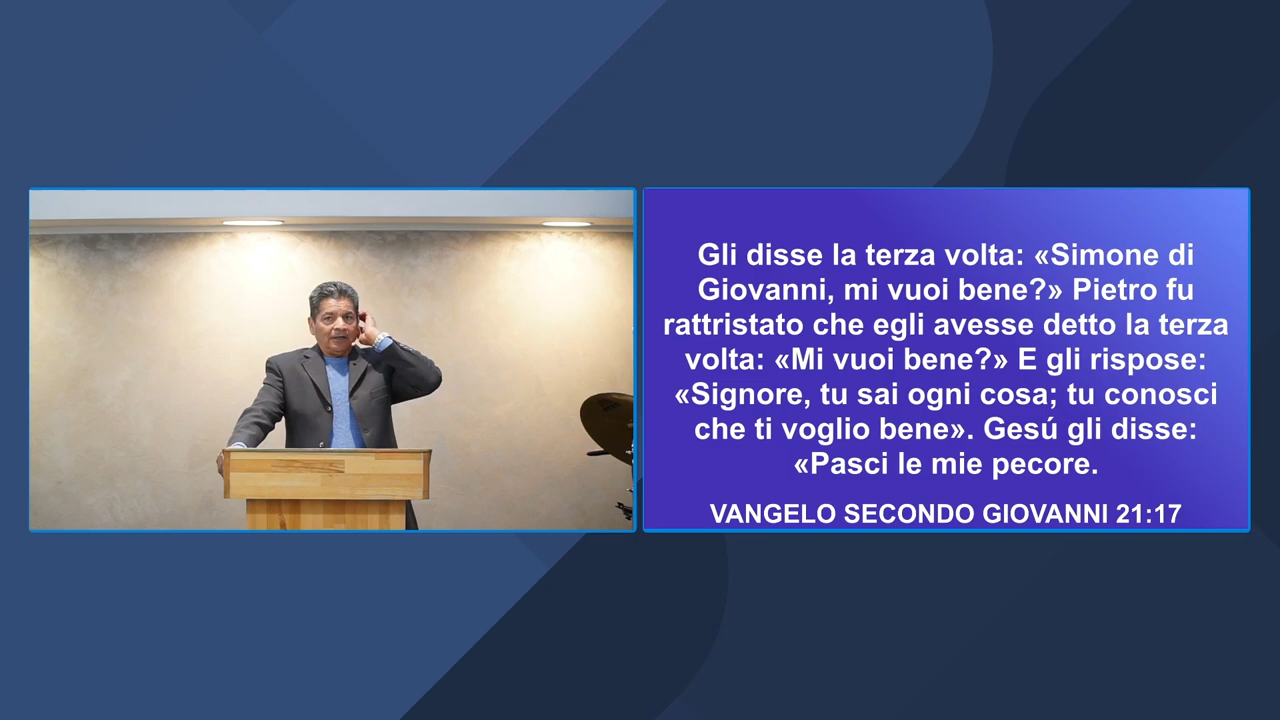 Gli disse la terza volta: «Simone di
Giovanni, mi vuoi bene?» Pietro fu
rattristato che egli avesse detto la terza
volta: «Mi vuoi bene?» E gli rispose:
«Signore, tu sai ogni cosa; tu conosci
che ti voglio bene». Gesú gli disse:
«Pasci le mie pecore.
VANGELO SECONDO GIOVANNI 21:17